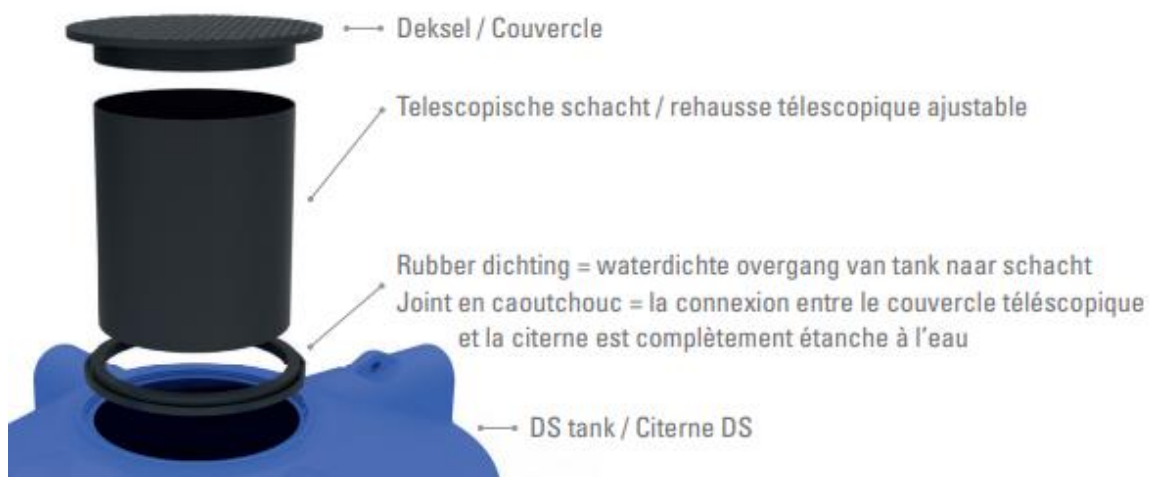 Deksel / Couvercle
Telescopische schacht / rehausse télescopique ajustable
Rubber dichting = waterdichte overgang van tank naar schacht
Joint en caoutchouc = la connexion entre le couvercle téléscopique
et la citerne est complètement étanche à l'eau
DS tank / Citerne DS